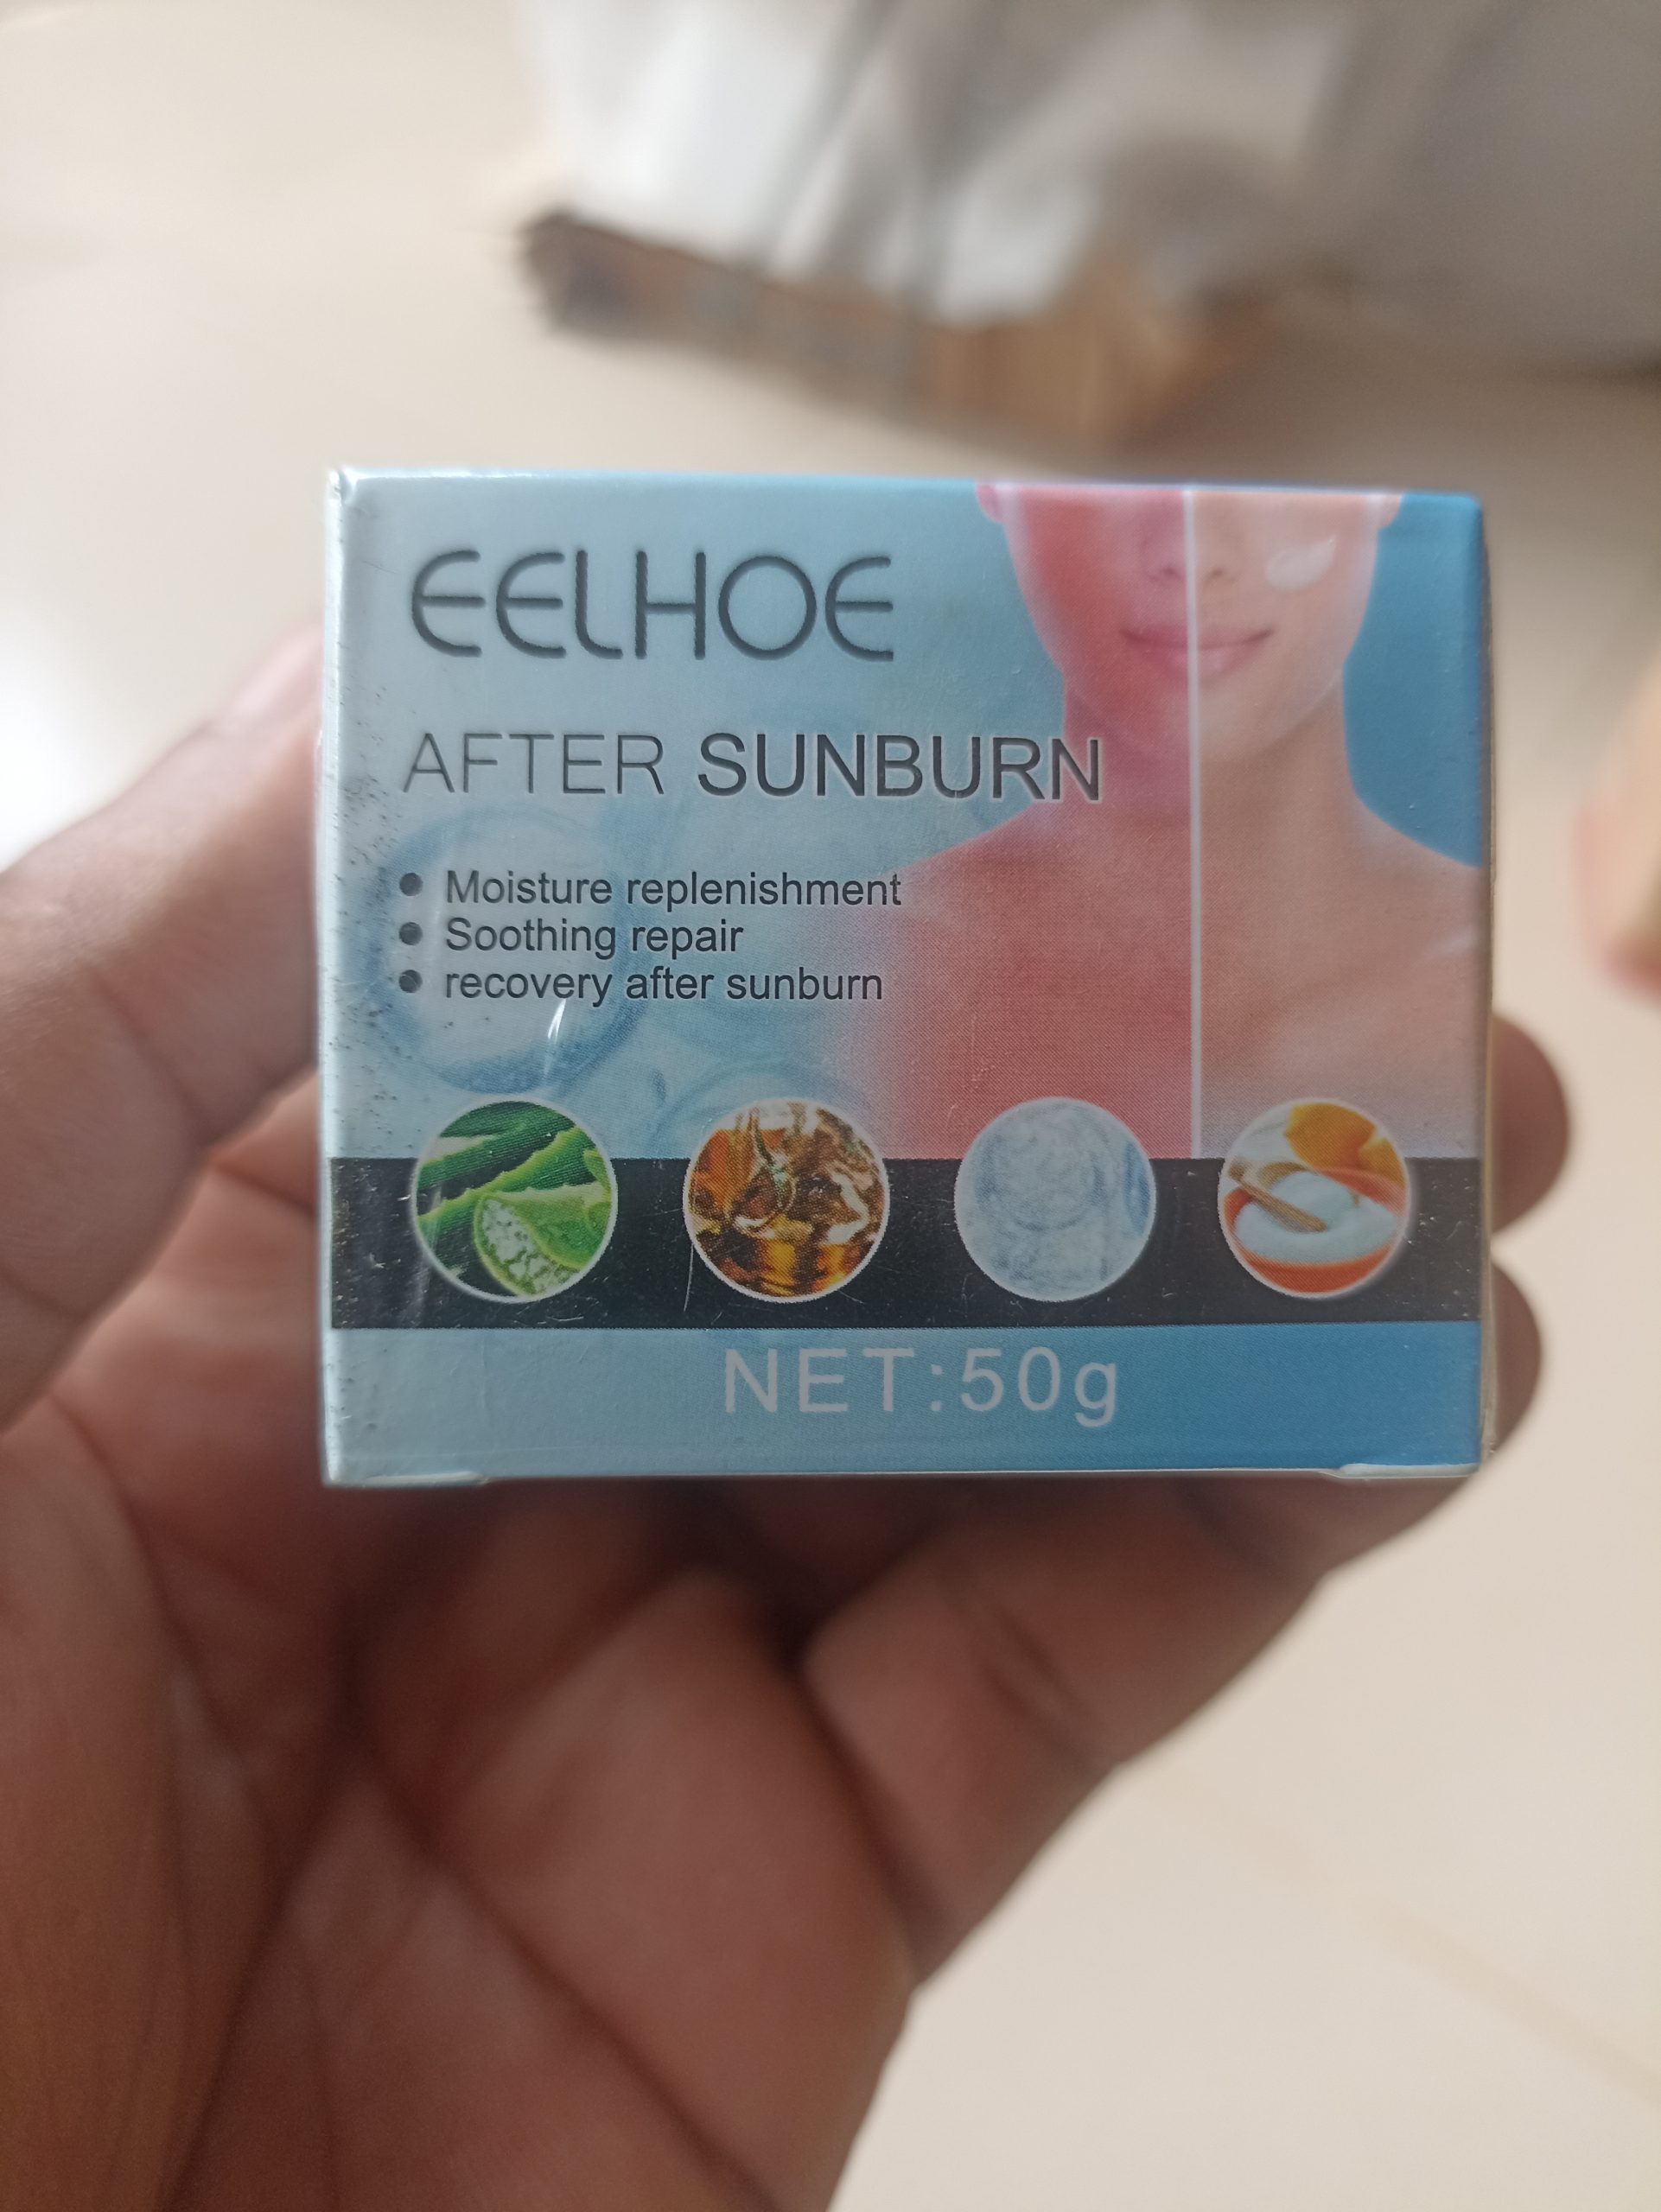 EELHOE
AFTER SUNBURN
• Moisture replenishment
• Soothing repair
• recovery after sunburn
NET:50g